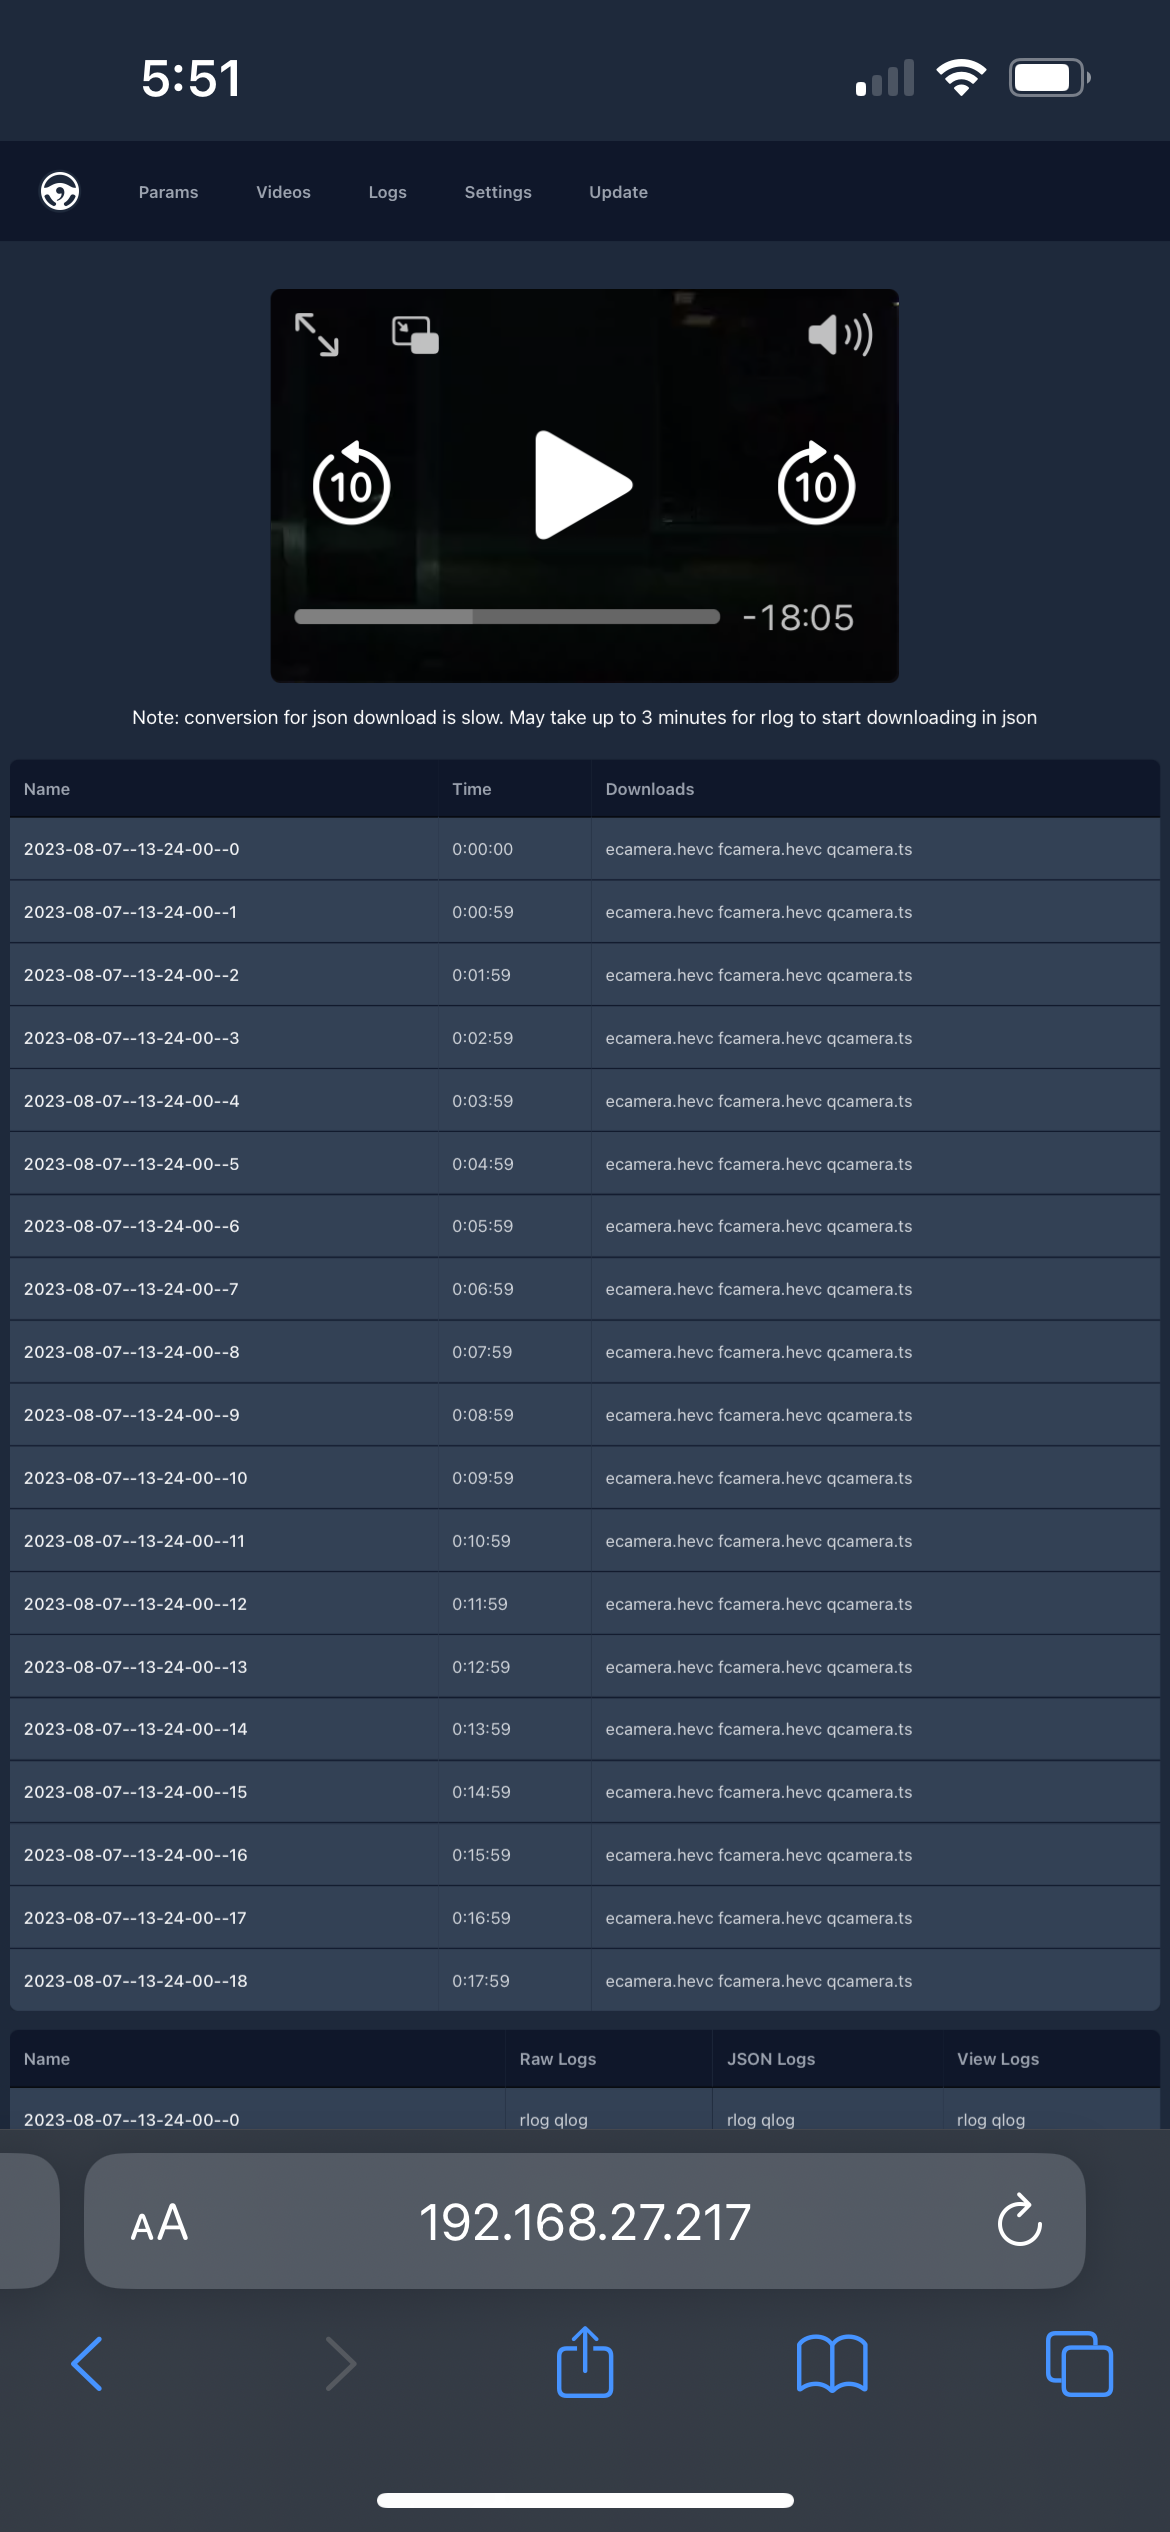 5:51
Params Videos Logs Settings Update
10 10
-18:05
Note: conversion for json download is slow. May take up to 3 minutes for rlog to start downloading in json
Name Time Downloads
2023-08-07--13-24-00--0 0:00:00 ecamera.hevc fcamera.hevc qcamera.ts
2023-08-07--13-24-00--1 0:00:59 ecamera.hevc fcamera.hevc qcamera.ts
2023-08-07--13-24-00--2 0:01:59 ecamera.hevc fcamera.hevc qcamera.ts
2023-08-07--13-24-00--3 0:02:59 ecamera.hevc fcamera.hevc qcamera.ts
2023-08-07--13-24-00--4 0:03:59 ecamera.hevc fcamera.hevc qcamera.ts
2023-08-07--13-24-00--5 0:04:59 ecamera.hevc fcamera.hevc qcamera.ts
2023-08-07--13-24-00--6 0:05:59 ecamera.hevc fcamera.hevc qcamera.ts
2023-08-07--13-24-00--7 0:06:59 ecamera.hevc fcamera.hevc qcamera.ts
2023-08-07--13-24-00--8 0:07:59 ecamera.hevc fcamera.hevc qcamera.ts
2023-08-07--13-24-00--9 0:08:59 ecamera.hevc fcamera.hevc qcamera.ts
2023-08-07--13-24-00--10 0:09:59 ecamera.hevc fcamera.hevc qcamera.ts
2023-08-07--13-24-00--11 0:10:59 ecamera.hevc fcamera.hevc qcamera.ts
2023-08-07--13-24-00--12 0:11:59 ecamera.hevc fcamera.hevc qcamera.ts
2023-08-07--13-24-00--13 0:12:59 ecamera.hevc fcamera.hevc qcamera.ts
2023-08-07--13-24-00--14 0:13:59 ecamera.hevc fcamera.hevc qcamera.ts
2023-08-07--13-24-00--15 0:14:59 ecamera.hevc fcamera.hevc qcamera.ts
2023-08-07--13-24-00--16 0:15:59 ecamera.hevc fcamera.hevc qcamera.ts
2023-08-07--13-24-00--17 0:16:59 ecamera.hevc fcamera.hevc qcamera.ts
2023-08-07--13-24-00--18 0:17:59 ecamera.hevc fcamera.hevc qcamera.ts
Name Raw Logs JSON Logs View Logs
2023-08-07--13-24-00--0 rlog qlog rlog qlog rlog qlog
AA 192.168.27.217